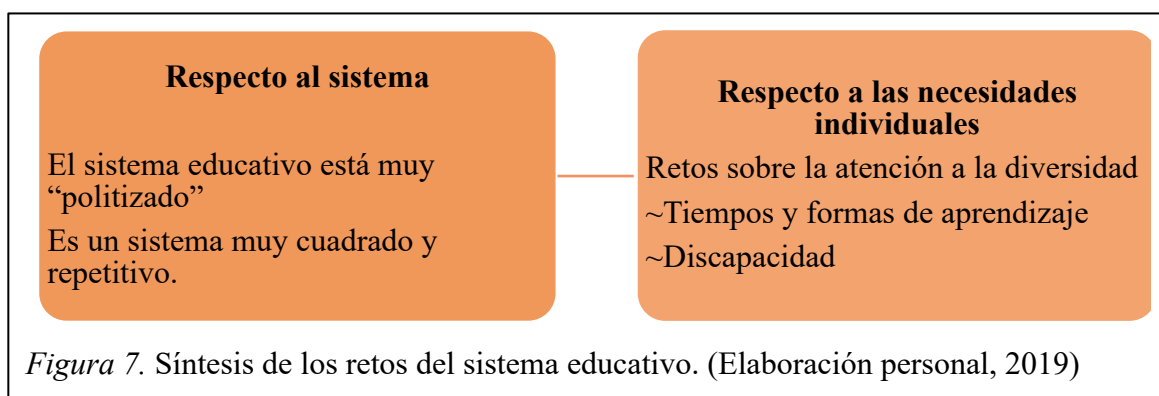 Respecto al sistema
El sistema educativo está muy
“politizado”
Es un sistema muy cuadrado y
repetitivo.
Respecto a las necesidades
individuales
Retos sobre la atención a la diversidad
~Tiempos y formas de aprendizaje
~Discapacidad
Figura 7. Síntesis de los retos del sistema educativo. (Elaboración personal, 2019)